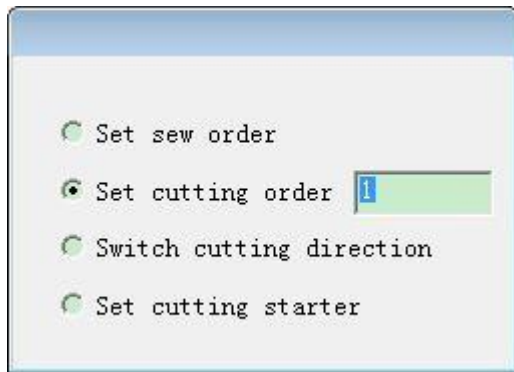 Set sew order
Set cutting order 1
Switch cutting direction
Set cutting starter